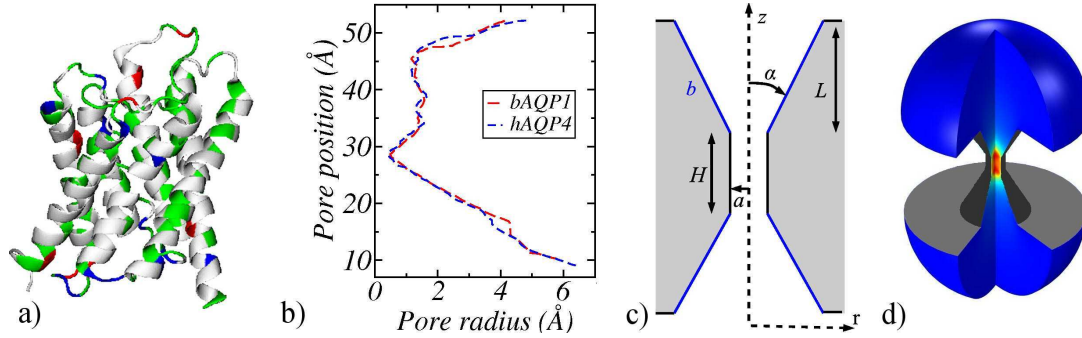 a)
50
40
30
20
10
0
2
4
6
Pore position (Å)
Pore radius (Å)
bAQP1
hAQP4
b)
z
α
b
L
H
a
r
c)
d)